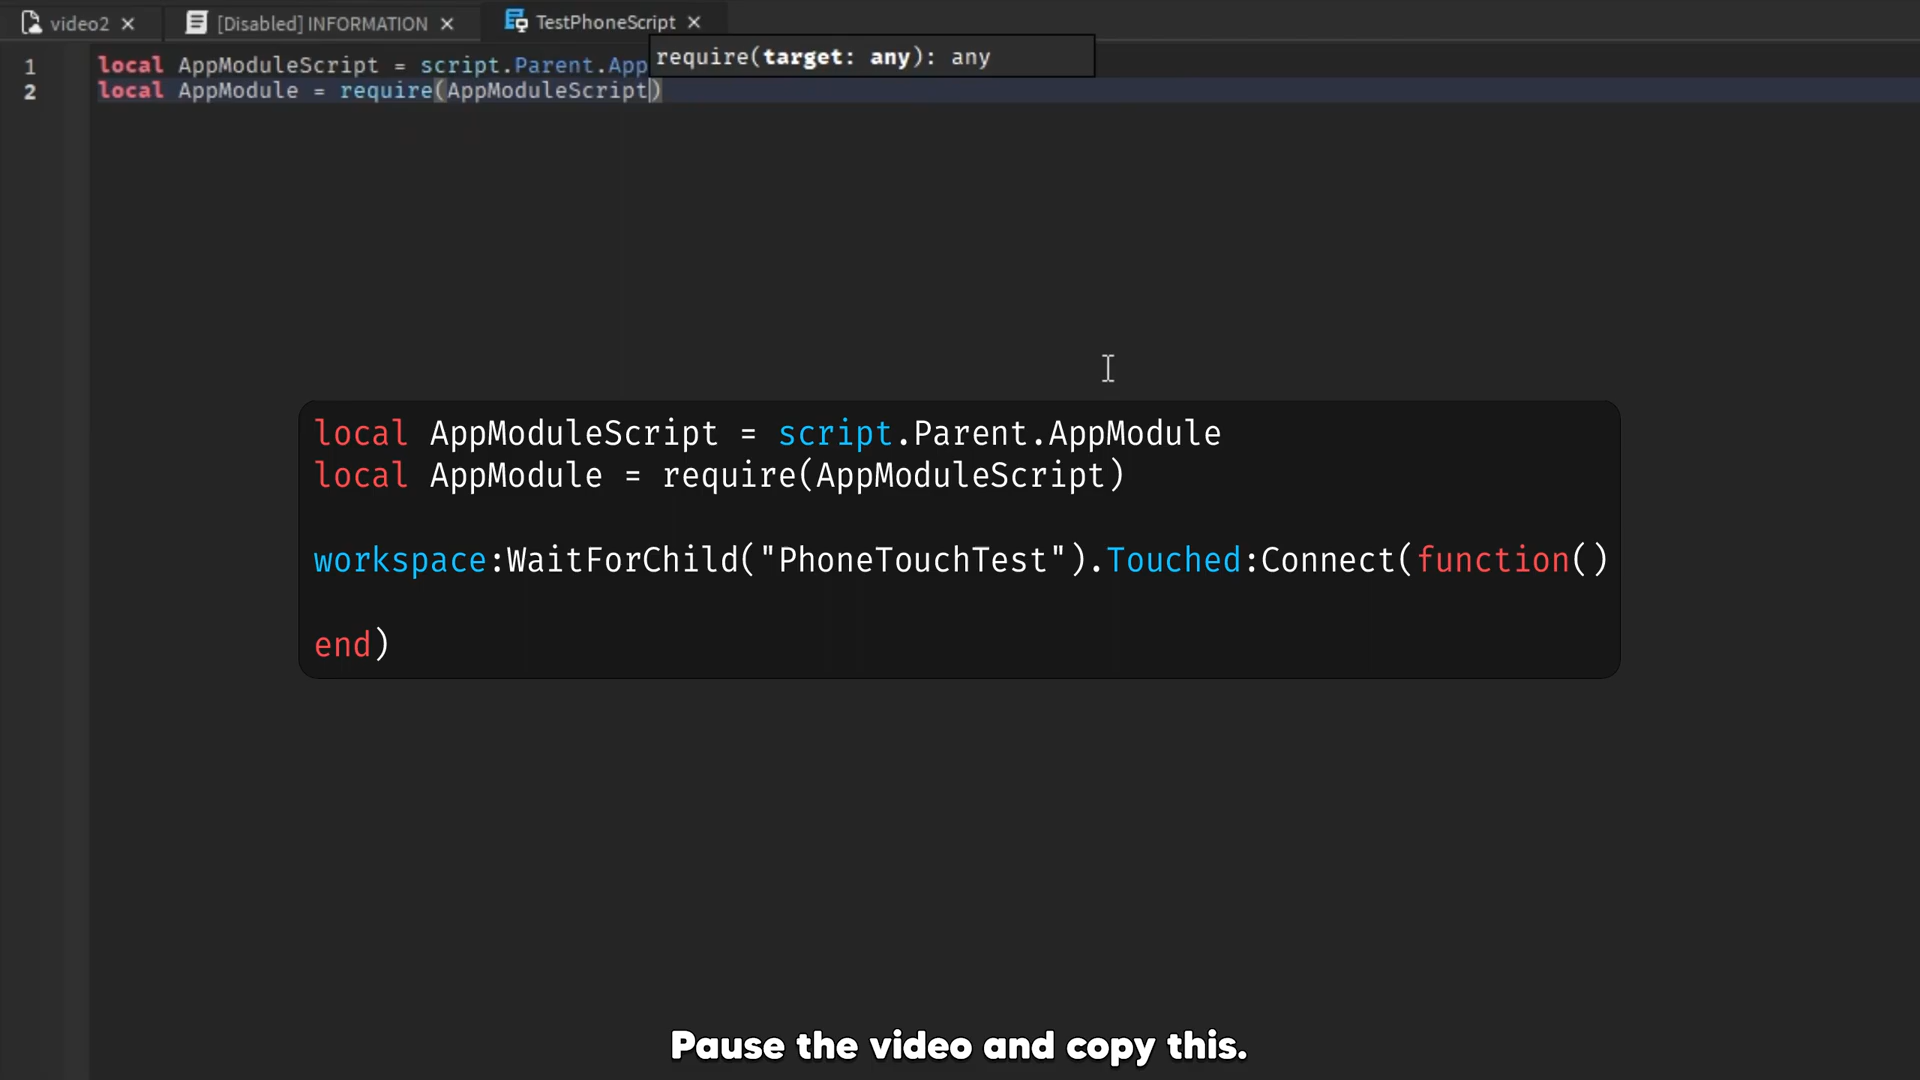 video2
[Disabled] INFORMATION
TestPhoneScript
require(target: any): any
1 local AppModuleScript = script.Parent.App
2 local AppModule = require(AppModuleScript)
local AppModuleScript = script.Parent.AppModule
local AppModule = require(AppModuleScript)
workspace:WaitForChild("PhoneTouchTest").Touched:Connect(function()
end)
Pause the video and copy this.